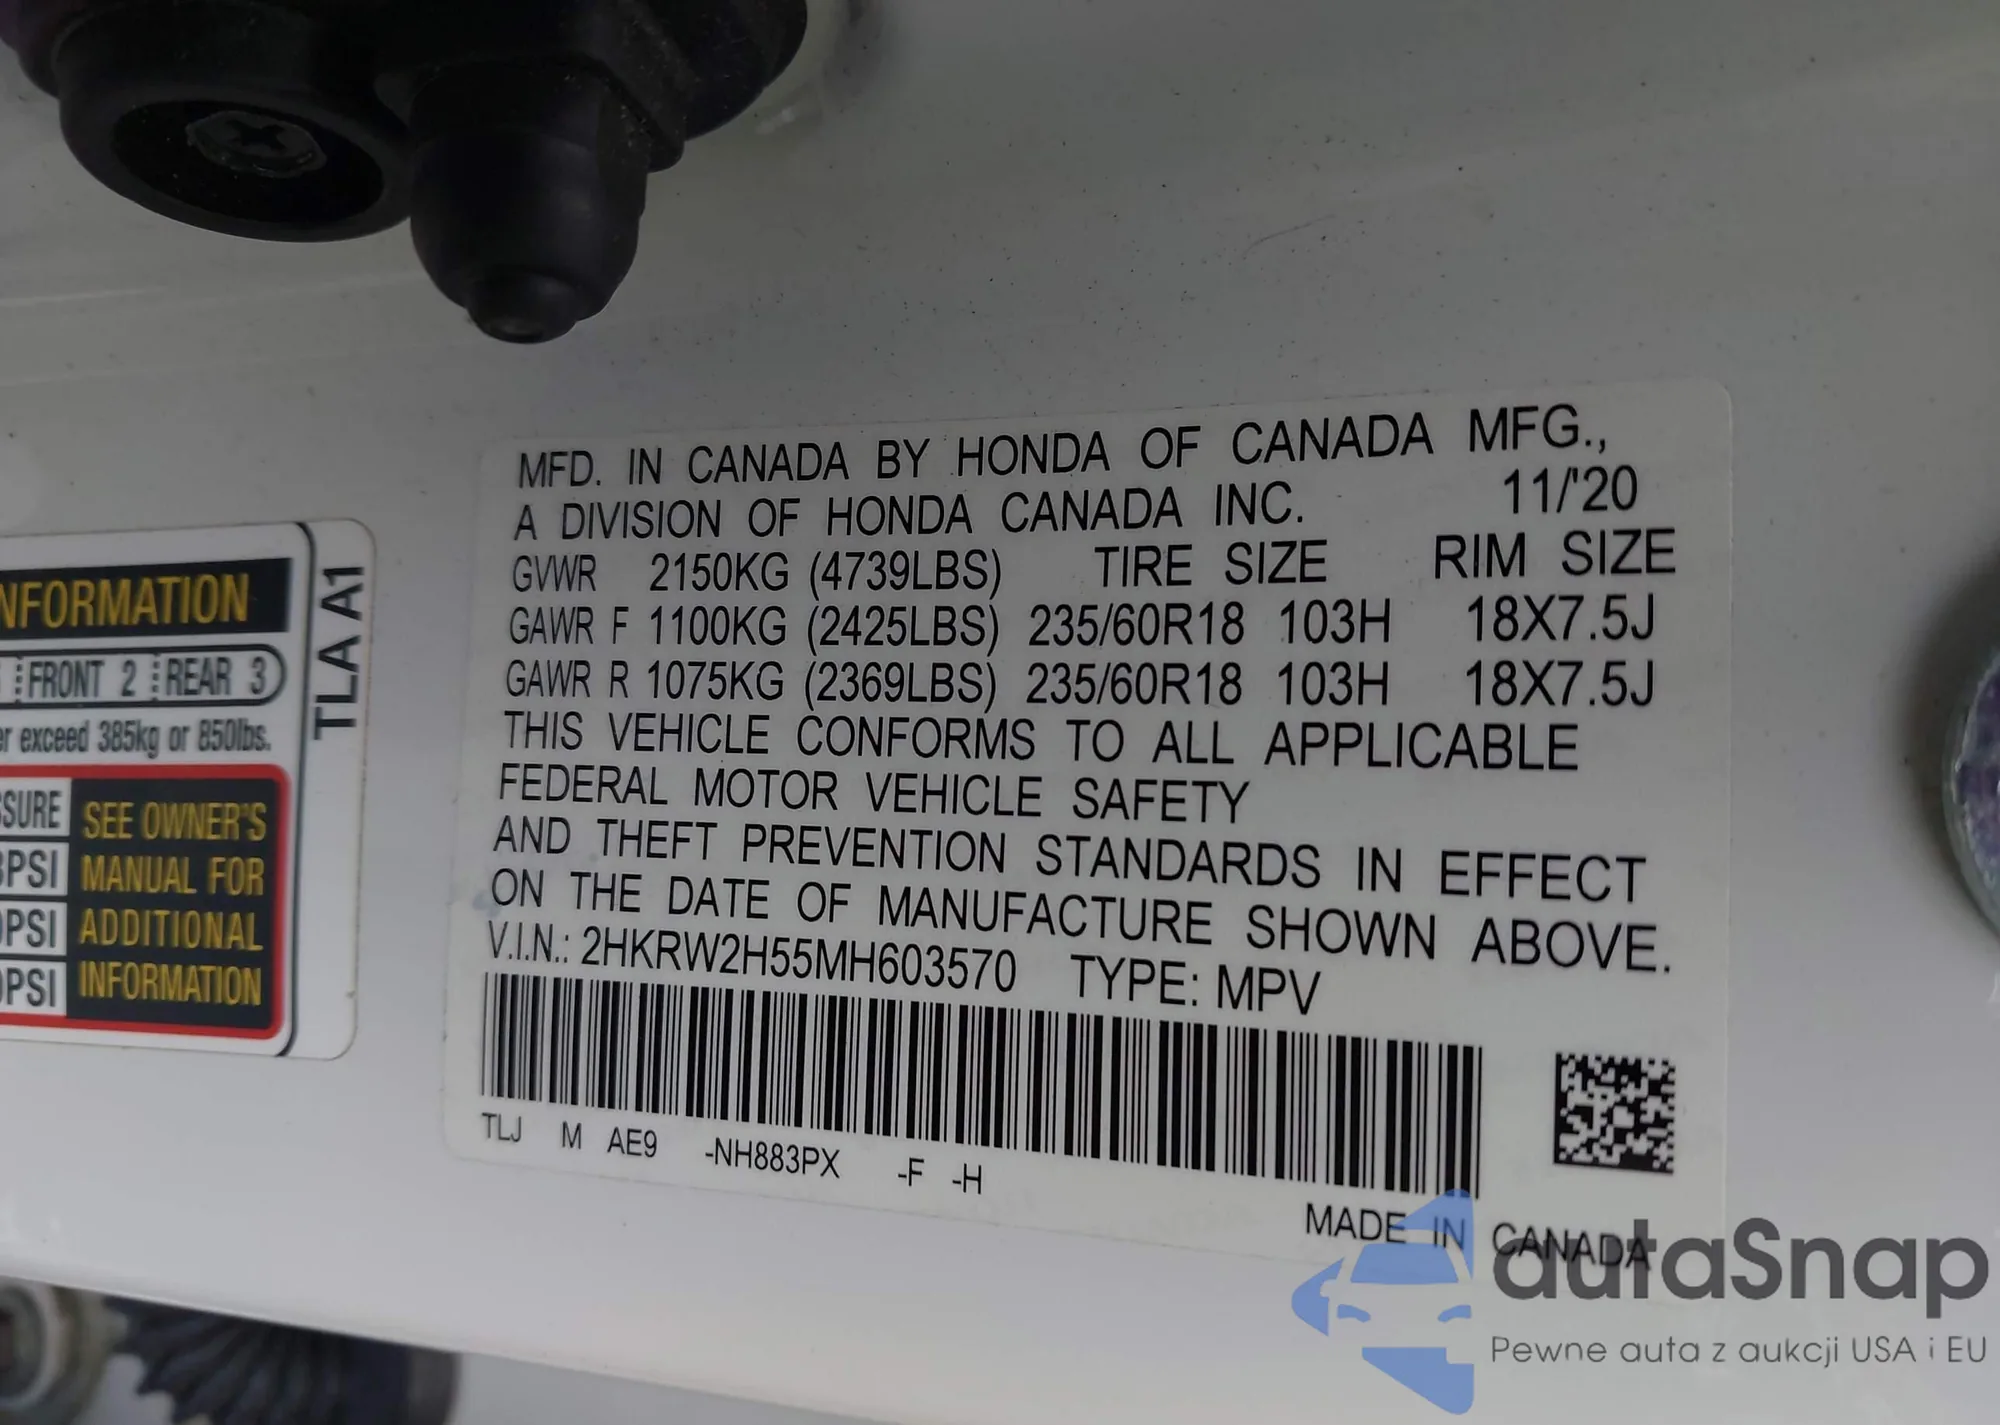 NFORMATION
FRONT 2 REAR 3
exceed 385kg or 850lbs.
SEE OWNER'S
MANUAL FOR
ADDITIONAL
INFORMATION
PSI
PSI
PSI
TLA A1
MFD. IN CANADA BY HONDA OF CANADA MFG.,
A DIVISION OF HONDA CANADA INC. 11/'20
GVWR 2150KG (4739LBS) TIRE SIZE RIM SIZE
GAWR F 1100KG (2425LBS) 235/60R18 103H 18X7.5J
GAWR R 1075KG (2369LBS) 235/60R18 103H 18X7.5J
THIS VEHICLE CONFORMS TO ALL APPLICABLE
FEDERAL MOTOR VEHICLE SAFETY
AND THEFT PREVENTION STANDARDS IN EFFECT
ON THE DATE OF MANUFACTURE SHOWN ABOVE.
V.I.N.: 2HKRW2H55MH603570 TYPE: MPV
TLJ M AE9 -NH883PX -F -H
MADE IN CANADA
autaSnap
Pewne auta z aukcji USA i EU